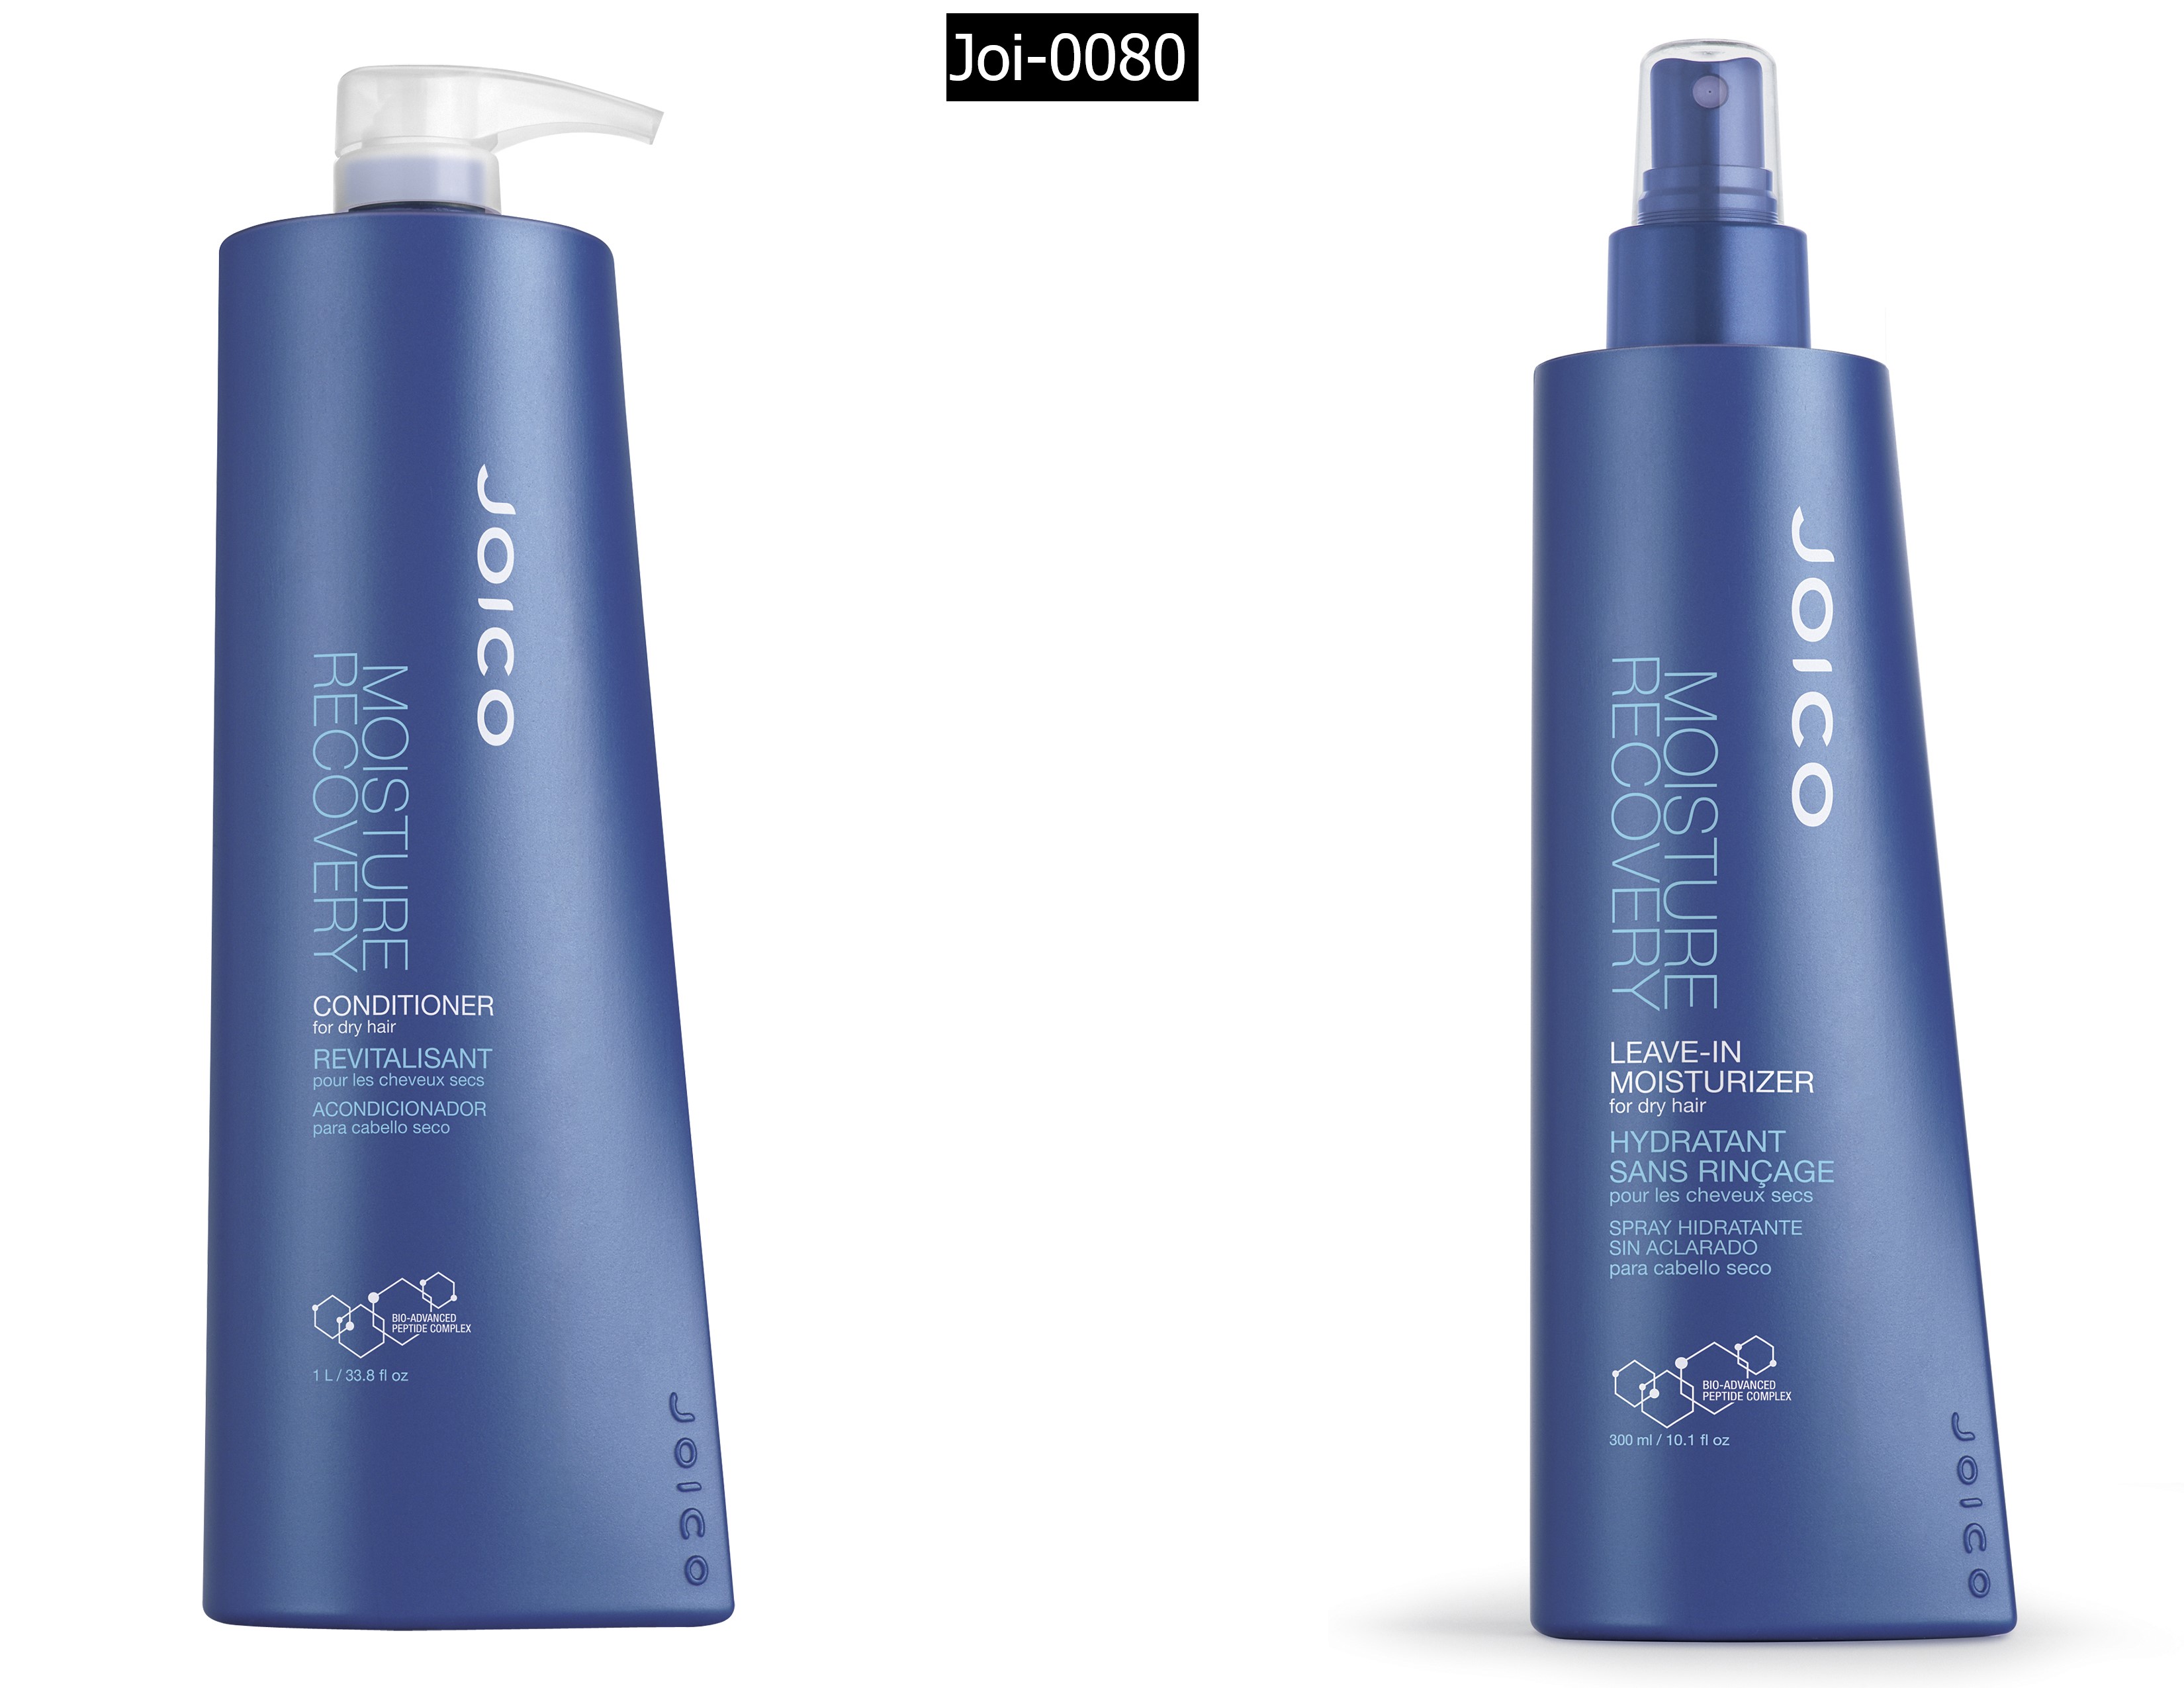 Joi-0080
JOICO
MOISTURE
RECOVERY
CONDITIONER
for dry hair
REVITALISANT
pour les cheveux secs
ACONDICIONADOR
para cabello seco
BIO-ADVANCED
PEPTIDE COMPLEX
1 L / 33.8 fl oz
JOICO
JOICO
MOISTURE
RECOVERY
LEAVE-IN
MOISTURIZER
for dry hair
HYDRATANT
SANS RINÇAGE
pour les cheveux secs
SPRAY HIDRATANTE
SIN ACLARADO
para cabello seco
BIO-ADVANCED
PEPTIDE COMPLEX
300 ml / 10.1 fl oz
JOICO